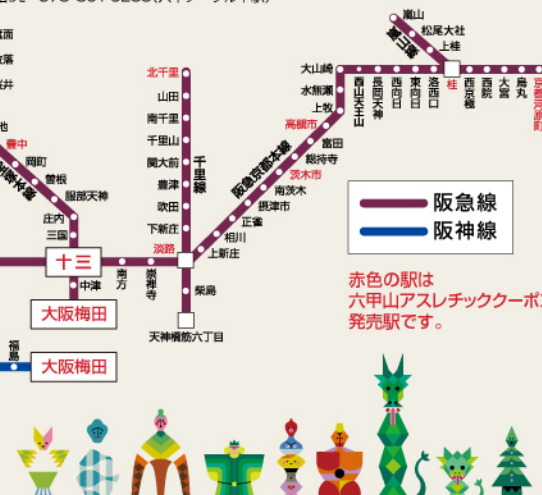 嵐山
松尾大社
上桂
嵐山線
桂
洛西口
東向日
西向日
長岡天神
西山天王山
西京極
西院
大宮
烏丸
京都河原町
大山崎
水無瀬
上牧
高槻市
富田
総持寺
茨木市
南茨木
摂津市
正雀
相川
上新庄
阪急京都本線
北千里
山田
南千里
千里山
関大前
豊津
吹田
下新庄
淡路
千里線
柴島
天神橋筋六丁目
崇禅寺
南方
十三
中津
大阪梅田
豊中
岡町
曽根
服部天神
庄内
三国
福島
大阪梅田
阪急線
阪神線
赤色の駅は
六甲山アスレチッククーポン
発売駅です。